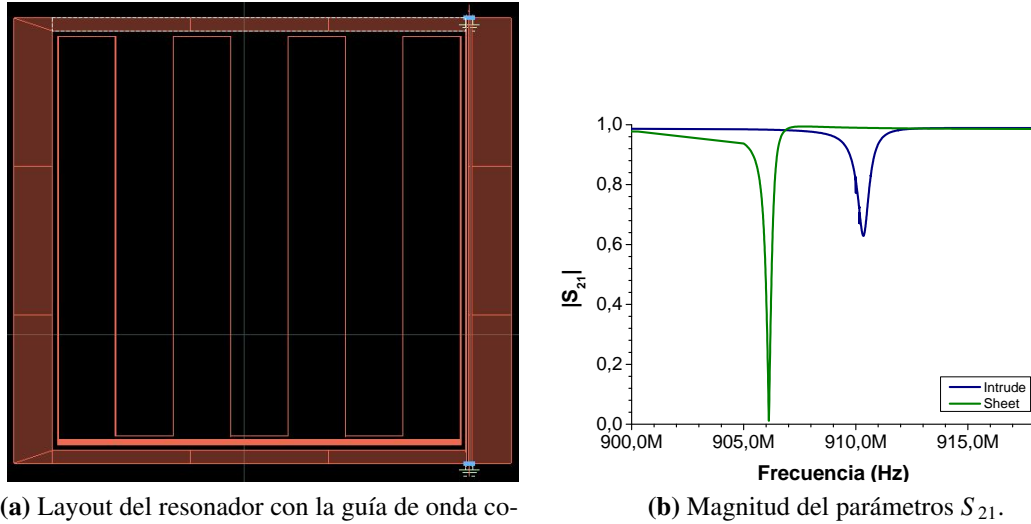 1,0
0,8
0,6
0,4
0,2
0,0
|S21|
900,0M 905,0M 910,0M 915,0M
Frecuencia (Hz)
Intrude
Sheet
(a) Layout del resonador con la guía de onda co-
(b) Magnitud del parámetros S 21.